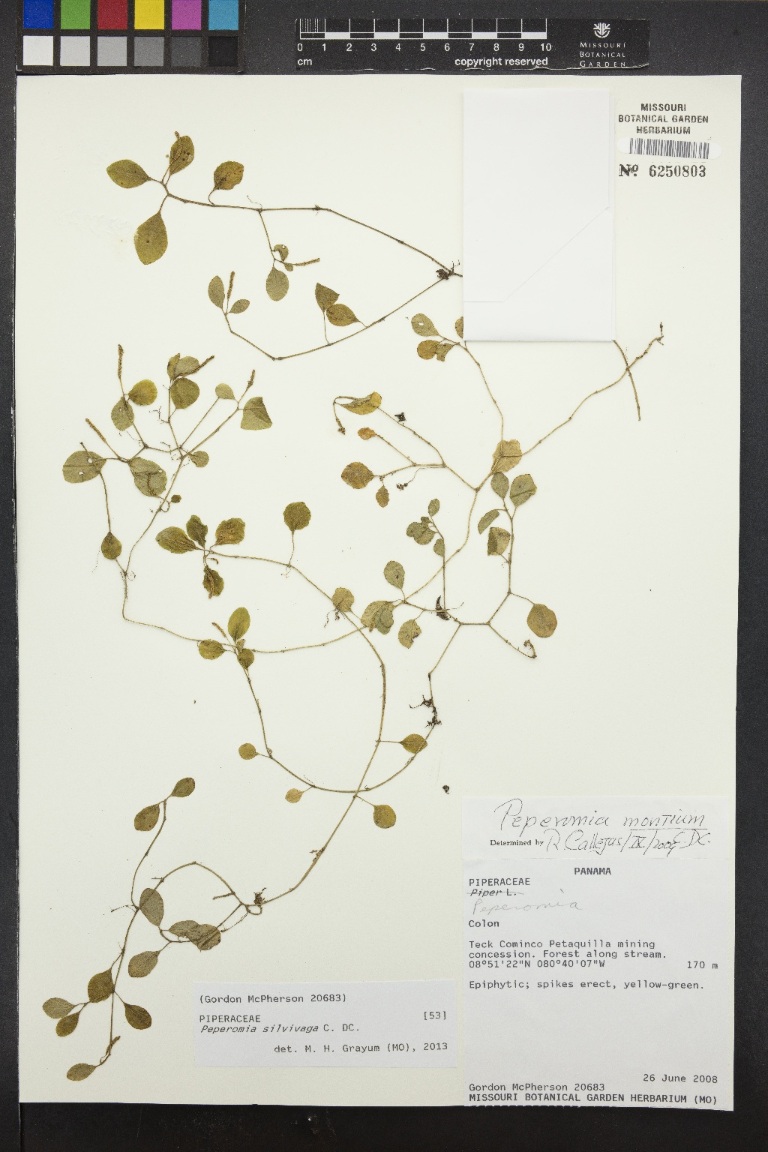 0 1 2 3 4 5 6 7 8 9 10
cm
copyright reserved
MISSOURI
BOTANICAL
GARDEN
MISSOURI
BOTANICAL GARDEN
HERBARIUM
No 6250803
Peperomia montium
C. DC.
Determined by R. Callejas/IX/2009
PANAMA
PIPERACEAE
Piper L.
Peperomia
Colon
Teck Cominco Petaquilla mining
concession. Forest along stream.
08°51'22"N 080°40'07"W 170 m
Epiphytic; spikes erect, yellow-green.
26 June 2008
Gordon McPherson 20683
MISSOURI BOTANICAL GARDEN HERBARIUM (MO)
(Gordon McPherson 20683)
PIPERACEAE [53]
Peperomia silvivaga C. DC.
det. M. H. Grayum (MO), 2013